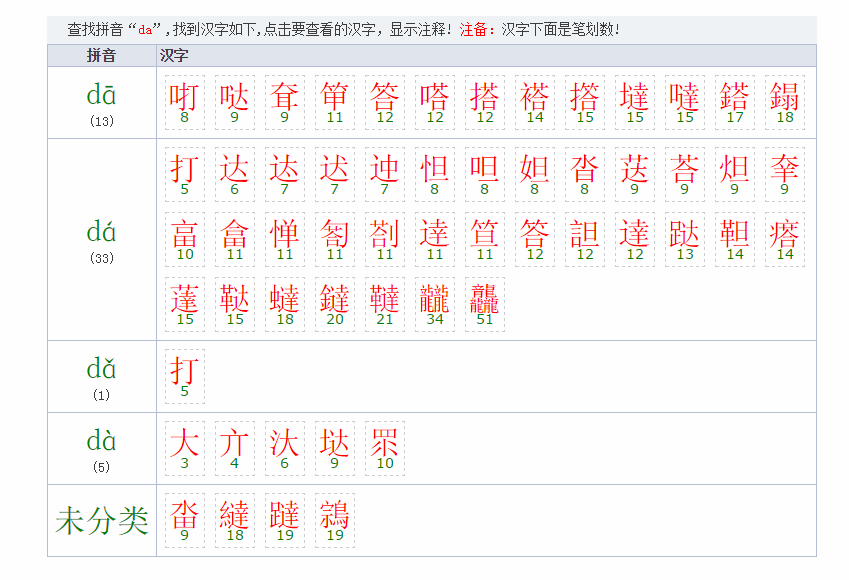 查找拼音“da”,找到汉字如下,点击要查看的汉字，显示注释! 注备：汉字下面是笔划数!
拼音 汉字
dā 咑 哒 耷 笚 答 嗒 搭 褡 撘 墶 噠 鎝 鎉
(13) 8 9 9 11 12 12 12 14 15 15 15 17 18
打 达 迏 迖 迚 怛 呾 妲 沓 荙 荅 炟 羍
5 6 7 7 7 8 8 8 8 9 9 9 9
dá 畗 畣 惮 匒 剳 逹 笪 答 詚 達 跶 靼 瘩
(33) 10 11 11 11 11 11 11 12 12 12 13 14 14
薘 鞑 蟽 鐽 韃 龖 龘
15 15 18 20 21 34 51
dǎ 打
(1) 5
dà 大 亣 汏 垯 眔
(5) 3 4 6 9 10
未分类 畓 繨 躂
9 18 19 19